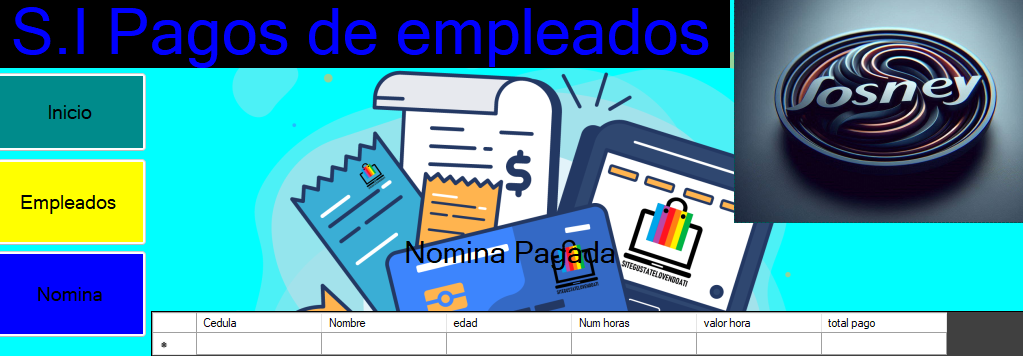 S.I Pagos de empleados
Josney
Inicio
Empleados
Nomina
$
Nomina Pagada
SITEGUSTATELOVENDOATI
SITEGUSTATELOVENDOATI
Cedula Nombre edad Num horas valor hora total pago
*